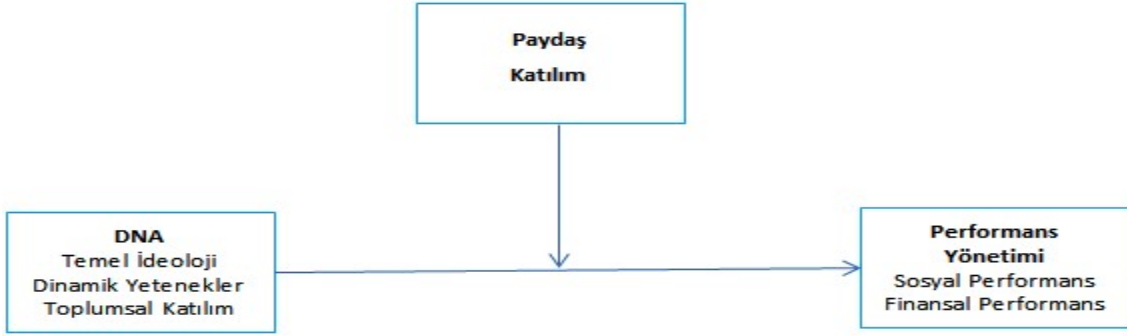 Paydaş
Katılım
DNA
Temel İdeoloji
Dinamik Yetenekler
Toplumsal Katılım
Performans
Yönetimi
Sosyal Performans
Finansal Performans